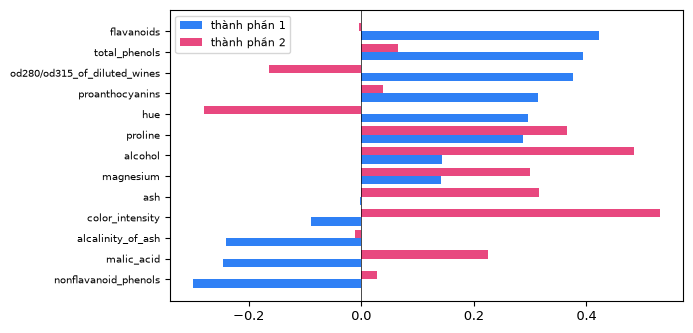 thành phần 1
thành phần 2
flavanoids
total_phenols
od280/od315_of_diluted_wines
proanthocyanins
hue
proline
alcohol
magnesium
ash
color_intensity
alcalinity_of_ash
malic_acid
nonflavanoid_phenols
−0.2 0.0 0.2 0.4